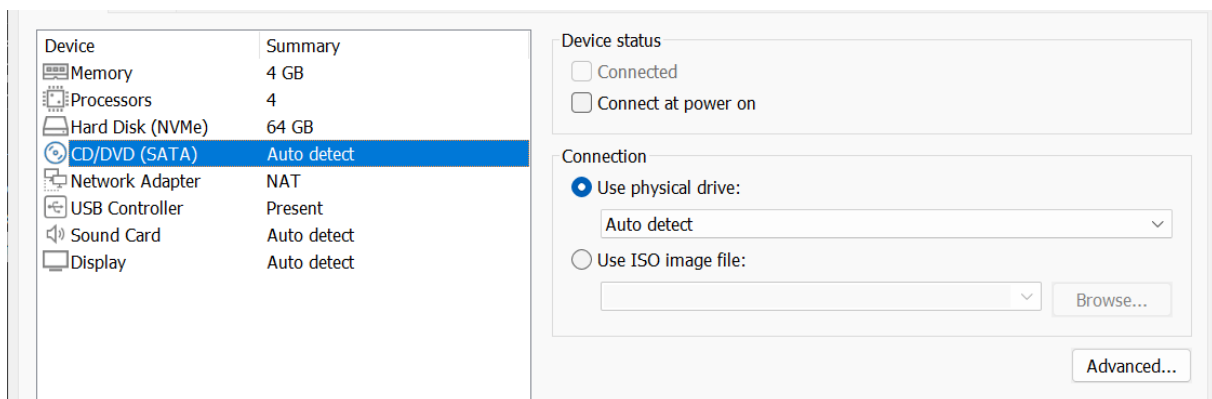 Device Summary
Memory 4 GB
Processors 4
Hard Disk (NVMe) 64 GB
CD/DVD (SATA) Auto detect
Network Adapter NAT
USB Controller Present
Sound Card Auto detect
Display Auto detect
Device status
Connected
Connect at power on
Connection
Use physical drive:
Auto detect
Use ISO image file:
Browse...
Advanced...